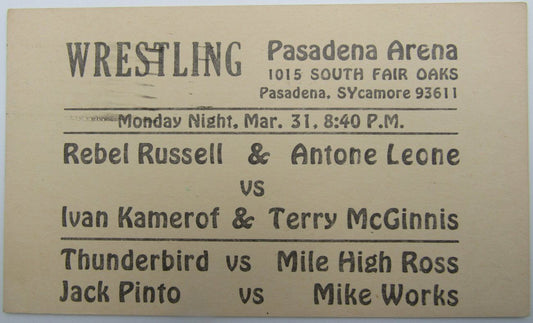 WRESTLING
Pasadena Arena
1015 SOUTH FAIR OAKS
Pasadena, SYcamore 93611
Monday Night, Mar. 31, 8:40 P.M.
Rebel Russell & Antone Leone
vs
Ivan Kamerof & Terry McGinnis
Thunderbird vs Mile High Ross
Jack Pinto vs Mike Works